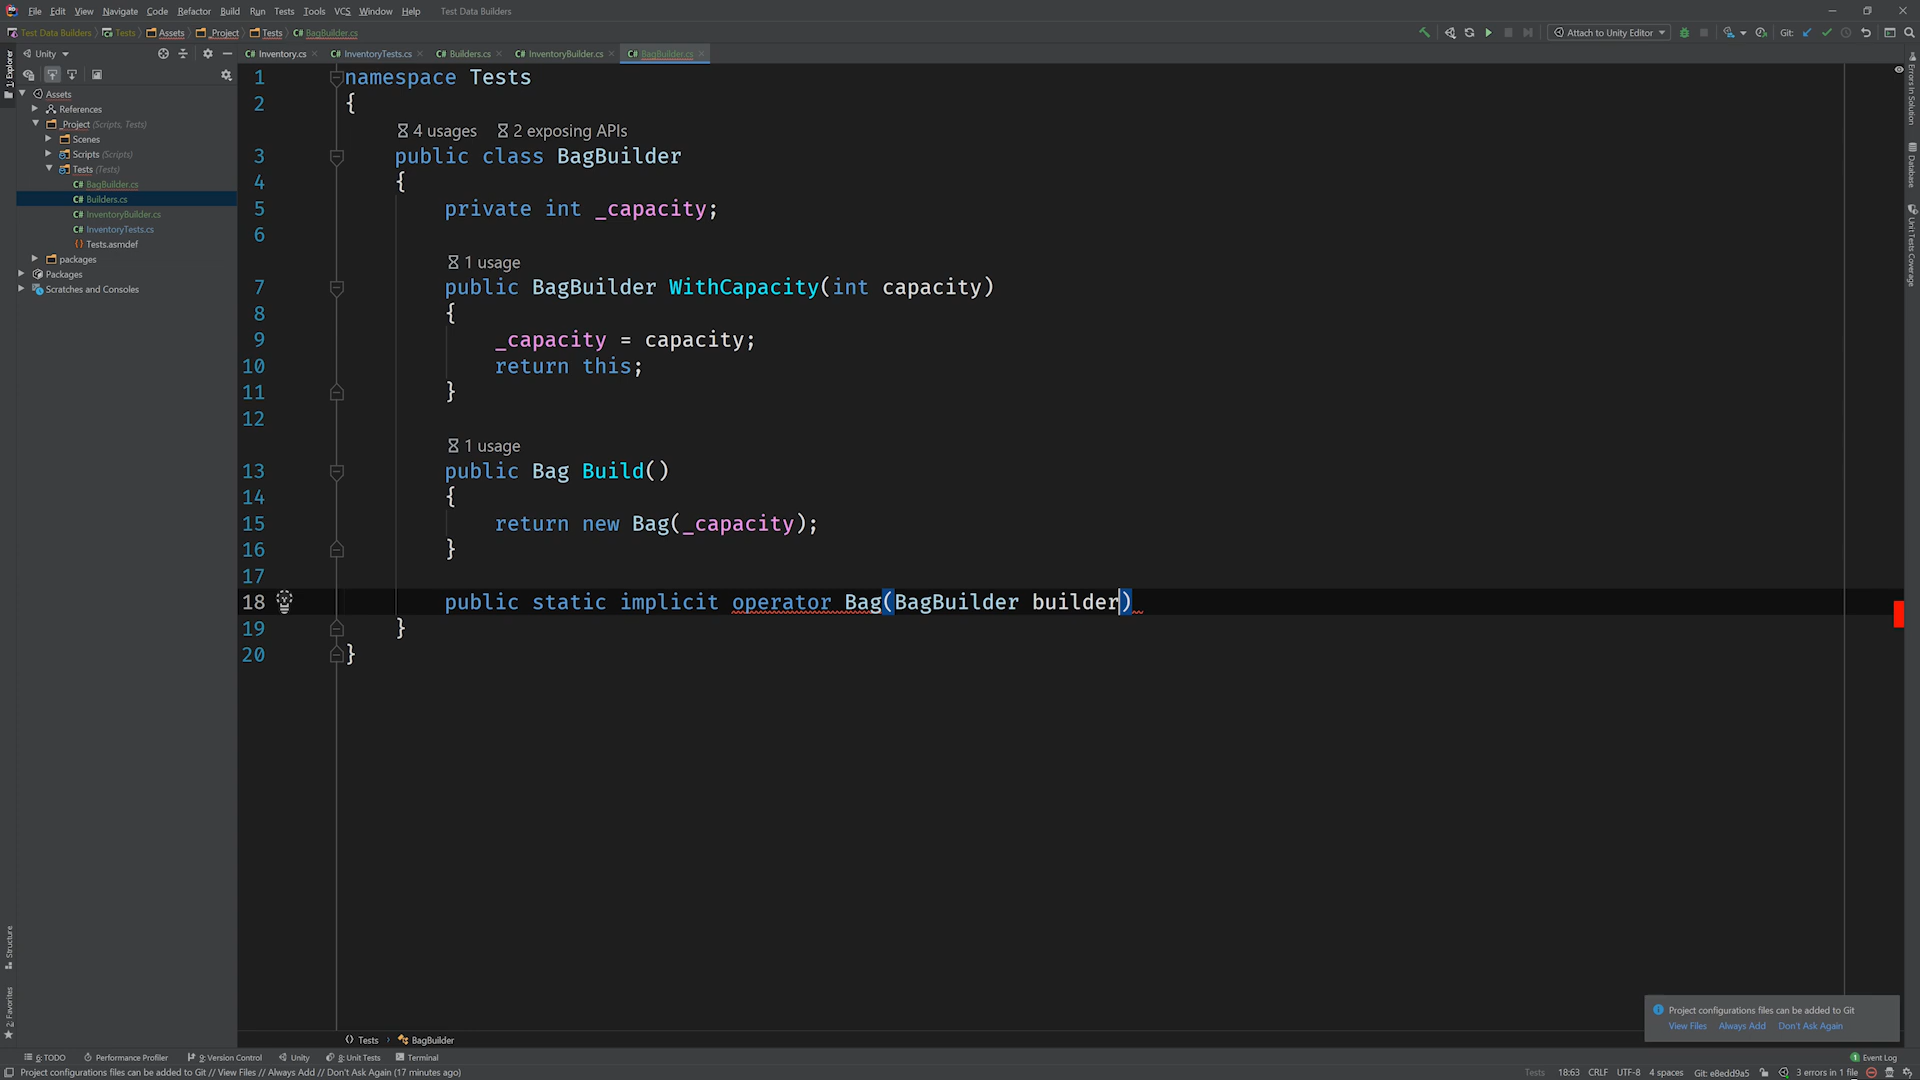 File Edit View Navigate Code Refactor Build Run Tests Tools VCS Window Help Test Data Builders
Test Data Builders Tests Assets _Project Tests C# BagBuilder.cs
Attach to Unity Editor Git:
Unity
C# Inventory.cs C# InventoryTests.cs C# Builders.cs C# InventoryBuilder.cs C# BagBuilder.cs
1: Explorer
Assets
References
_Project (Scripts, Tests)
Scenes
Scripts (Scripts)
Tests (Tests)
C# BagBuilder.cs
C# Builders.cs
C# InventoryBuilder.cs
C# InventoryTests.cs
Tests.asmdef
packages
Packages
Scratches and Consoles
1 namespace Tests
2 {
4 usages 2 exposing APIs
3 public class BagBuilder
4 {
5 private int _capacity;
6
1 usage
7 public BagBuilder WithCapacity(int capacity)
8 {
9 _capacity = capacity;
10 return this;
11 }
12
1 usage
13 public Bag Build()
14 {
15 return new Bag(_capacity);
16 }
17
18 public static implicit operator Bag(BagBuilder builder)
19 }
20 }
Errors In Solution
Database
Unit Tests Coverage
Structure
2: Favorites
Project configurations files can be added to Git
View Files Always Add Don't Ask Again
Tests BagBuilder
6: TODO Performance Profiler 9: Version Control Unity 8: Unit Tests Terminal 1 Event Log
Project configurations files can be added to Git // View Files // Always Add // Don't Ask Again (17 minutes ago) Tests 18:63 CRLF UTF-8 4 spaces Git: e8edd9a5 3 errors in 1 file